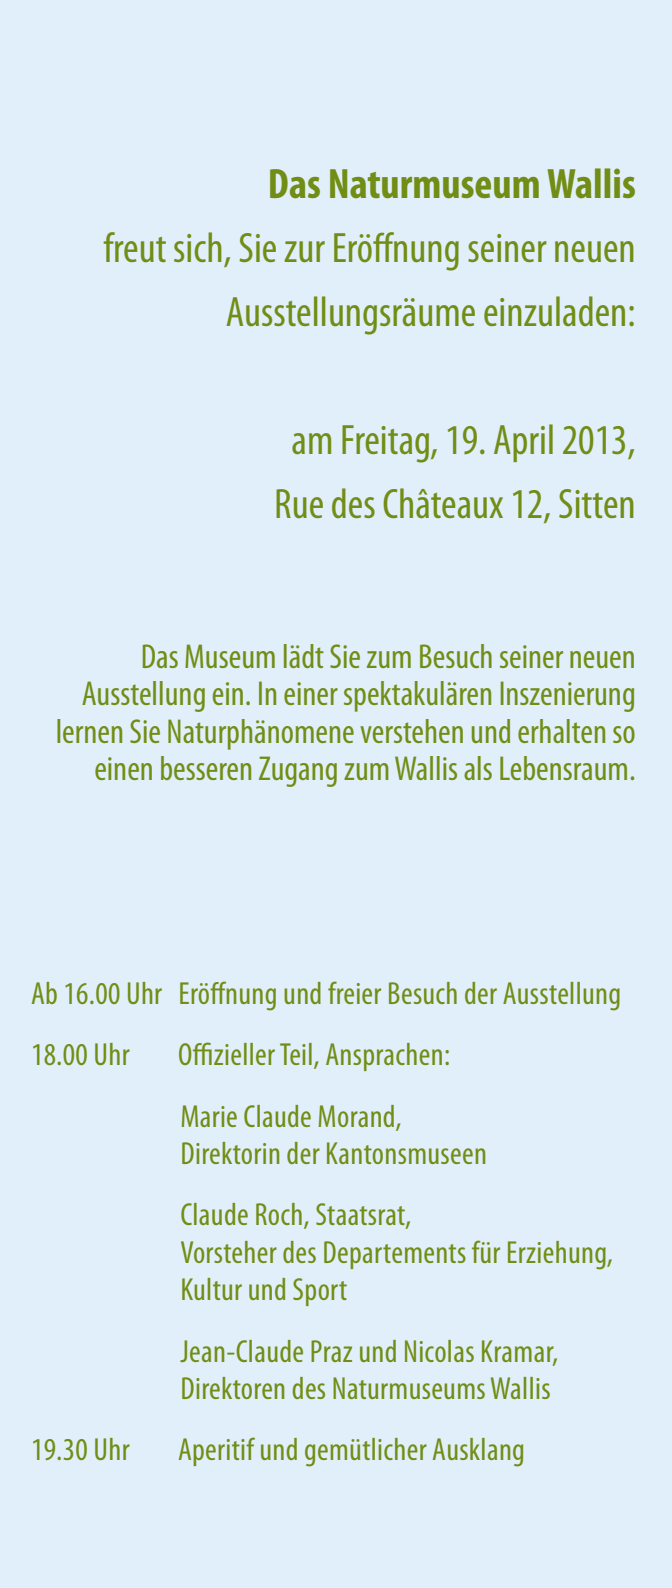 Das Naturmuseum Wallis
freut sich, Sie zur Eröffnung seiner neuen
Ausstellungsräume einzuladen:
am Freitag, 19. April 2013,
Rue des Châteaux 12, Sitten
Das Museum lädt Sie zum Besuch seiner neuen
Ausstellung ein. In einer spektakulären Inszenierung
lernen Sie Naturphänomene verstehen und erhalten so
einen besseren Zugang zum Wallis als Lebensraum.
Ab 16.00 Uhr Eröffnung und freier Besuch der Ausstellung
18.00 Uhr Offizieller Teil, Ansprachen:
Marie Claude Morand,
Direktorin der Kantonsmuseen
Claude Roch, Staatsrat,
Vorsteher des Departements für Erziehung,
Kultur und Sport
Jean-Claude Praz und Nicolas Kramar,
Direktoren des Naturmuseums Wallis
19.30 Uhr Aperitif und gemütlicher Ausklang